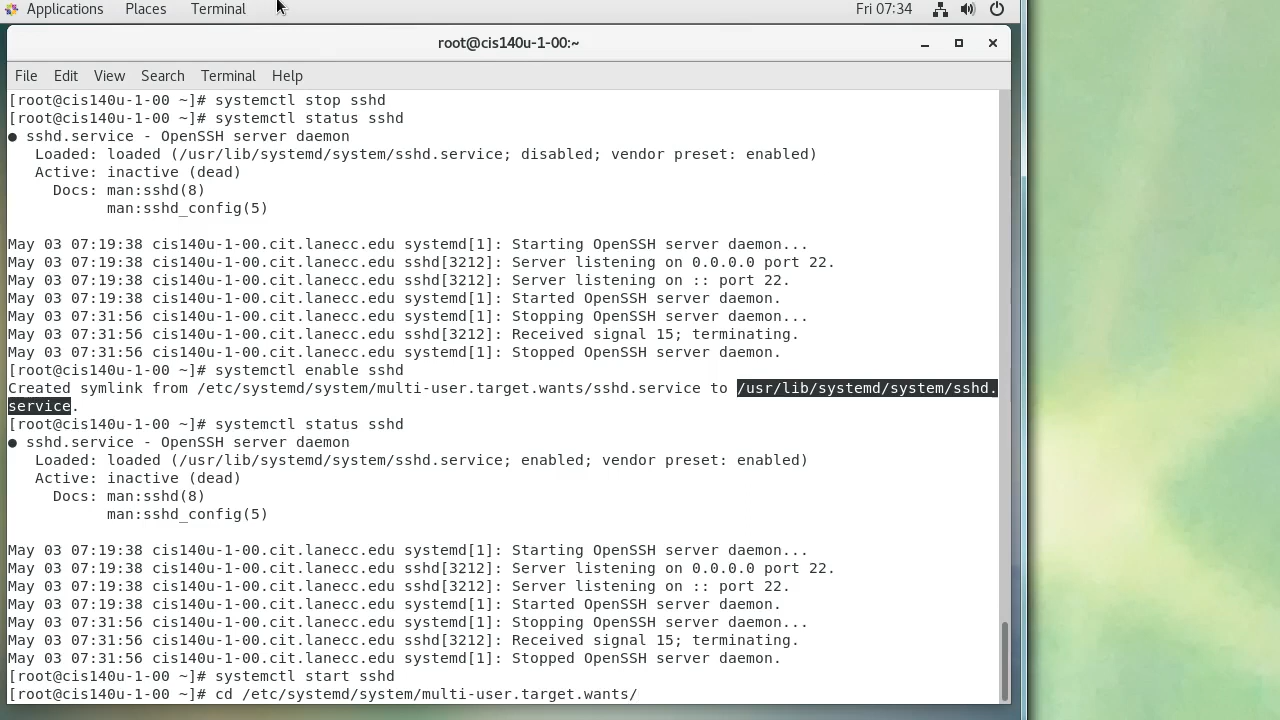 Applications Places Terminal Fri 07:34
root@cis140u-1-00:~
File Edit View Search Terminal Help
[root@cis140u-1-00 ~]# systemctl stop sshd
[root@cis140u-1-00 ~]# systemctl status sshd
● sshd.service - OpenSSH server daemon
   Loaded: loaded (/usr/lib/systemd/system/sshd.service; disabled; vendor preset: enabled)
   Active: inactive (dead)
     Docs: man:sshd(8)
           man:sshd_config(5)

May 03 07:19:38 cis140u-1-00.cit.lanecc.edu systemd[1]: Starting OpenSSH server daemon...
May 03 07:19:38 cis140u-1-00.cit.lanecc.edu sshd[3212]: Server listening on 0.0.0.0 port 22.
May 03 07:19:38 cis140u-1-00.cit.lanecc.edu sshd[3212]: Server listening on :: port 22.
May 03 07:19:38 cis140u-1-00.cit.lanecc.edu systemd[1]: Started OpenSSH server daemon.
May 03 07:31:56 cis140u-1-00.cit.lanecc.edu systemd[1]: Stopping OpenSSH server daemon...
May 03 07:31:56 cis140u-1-00.cit.lanecc.edu sshd[3212]: Received signal 15; terminating.
May 03 07:31:56 cis140u-1-00.cit.lanecc.edu systemd[1]: Stopped OpenSSH server daemon.
[root@cis140u-1-00 ~]# systemctl enable sshd
Created symlink from /etc/systemd/system/multi-user.target.wants/sshd.service to /usr/lib/systemd/system/sshd.
service.
[root@cis140u-1-00 ~]# systemctl status sshd
● sshd.service - OpenSSH server daemon
   Loaded: loaded (/usr/lib/systemd/system/sshd.service; enabled; vendor preset: enabled)
   Active: inactive (dead)
     Docs: man:sshd(8)
           man:sshd_config(5)

May 03 07:19:38 cis140u-1-00.cit.lanecc.edu systemd[1]: Starting OpenSSH server daemon...
May 03 07:19:38 cis140u-1-00.cit.lanecc.edu sshd[3212]: Server listening on 0.0.0.0 port 22.
May 03 07:19:38 cis140u-1-00.cit.lanecc.edu sshd[3212]: Server listening on :: port 22.
May 03 07:19:38 cis140u-1-00.cit.lanecc.edu systemd[1]: Started OpenSSH server daemon.
May 03 07:31:56 cis140u-1-00.cit.lanecc.edu systemd[1]: Stopping OpenSSH server daemon...
May 03 07:31:56 cis140u-1-00.cit.lanecc.edu sshd[3212]: Received signal 15; terminating.
May 03 07:31:56 cis140u-1-00.cit.lanecc.edu systemd[1]: Stopped OpenSSH server daemon.
[root@cis140u-1-00 ~]# systemctl start sshd
[root@cis140u-1-00 ~]# cd /etc/systemd/system/multi-user.target.wants/